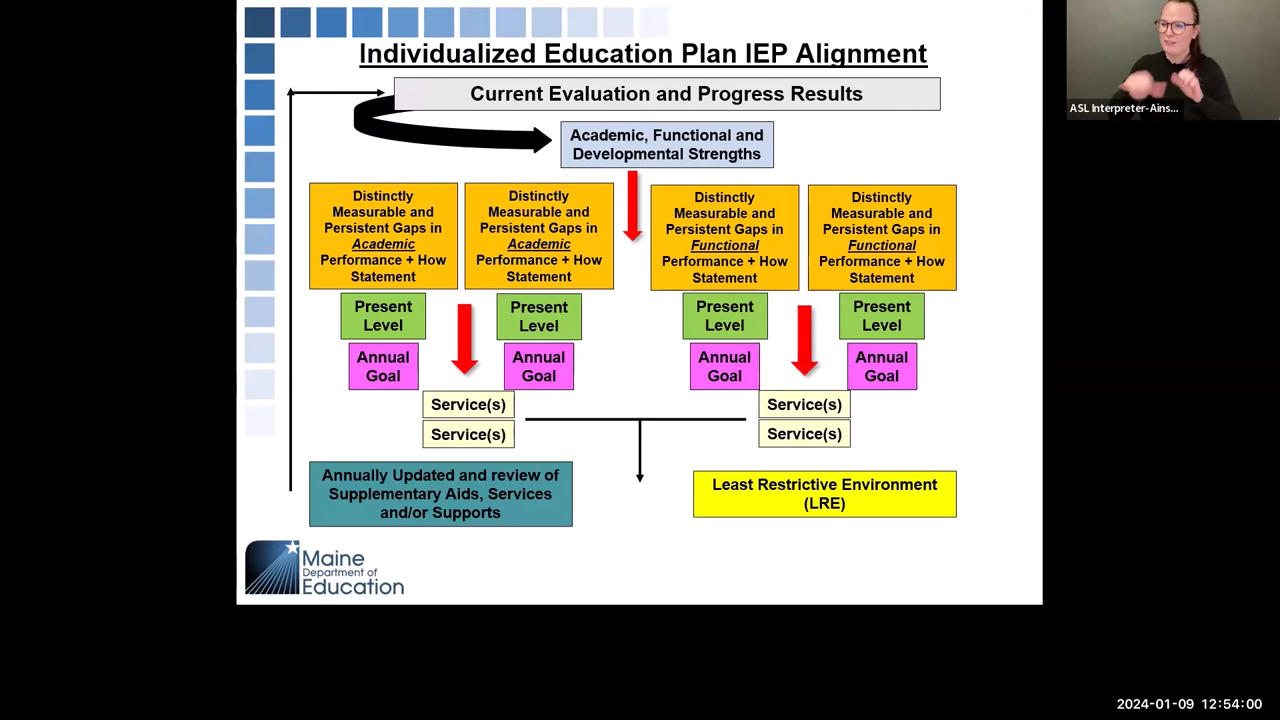 Individualized Education Plan IEP Alignment
Current Evaluation and Progress Results
ASL Interpreter-Ains...
Academic, Functional and
Developmental Strengths
Distinctly
Measurable and
Persistent Gaps in
Academic
Performance + How
Statement
Distinctly
Measurable and
Persistent Gaps in
Academic
Performance + How
Statement
Distinctly
Measurable and
Persistent Gaps in
Functional
Performance + How
Statement
Distinctly
Measurable and
Persistent Gaps in
Functional
Performance + How
Statement
Present
Level
Present
Level
Present
Level
Present
Level
Annual
Goal
Annual
Goal
Annual
Goal
Annual
Goal
Service(s)
Service(s)
Service(s)
Service(s)
Annually Updated and review of
Supplementary Aids, Services
and/or Supports
Least Restrictive Environment
(LRE)
Maine
Department of
Education
2024-01-09 12:54:00